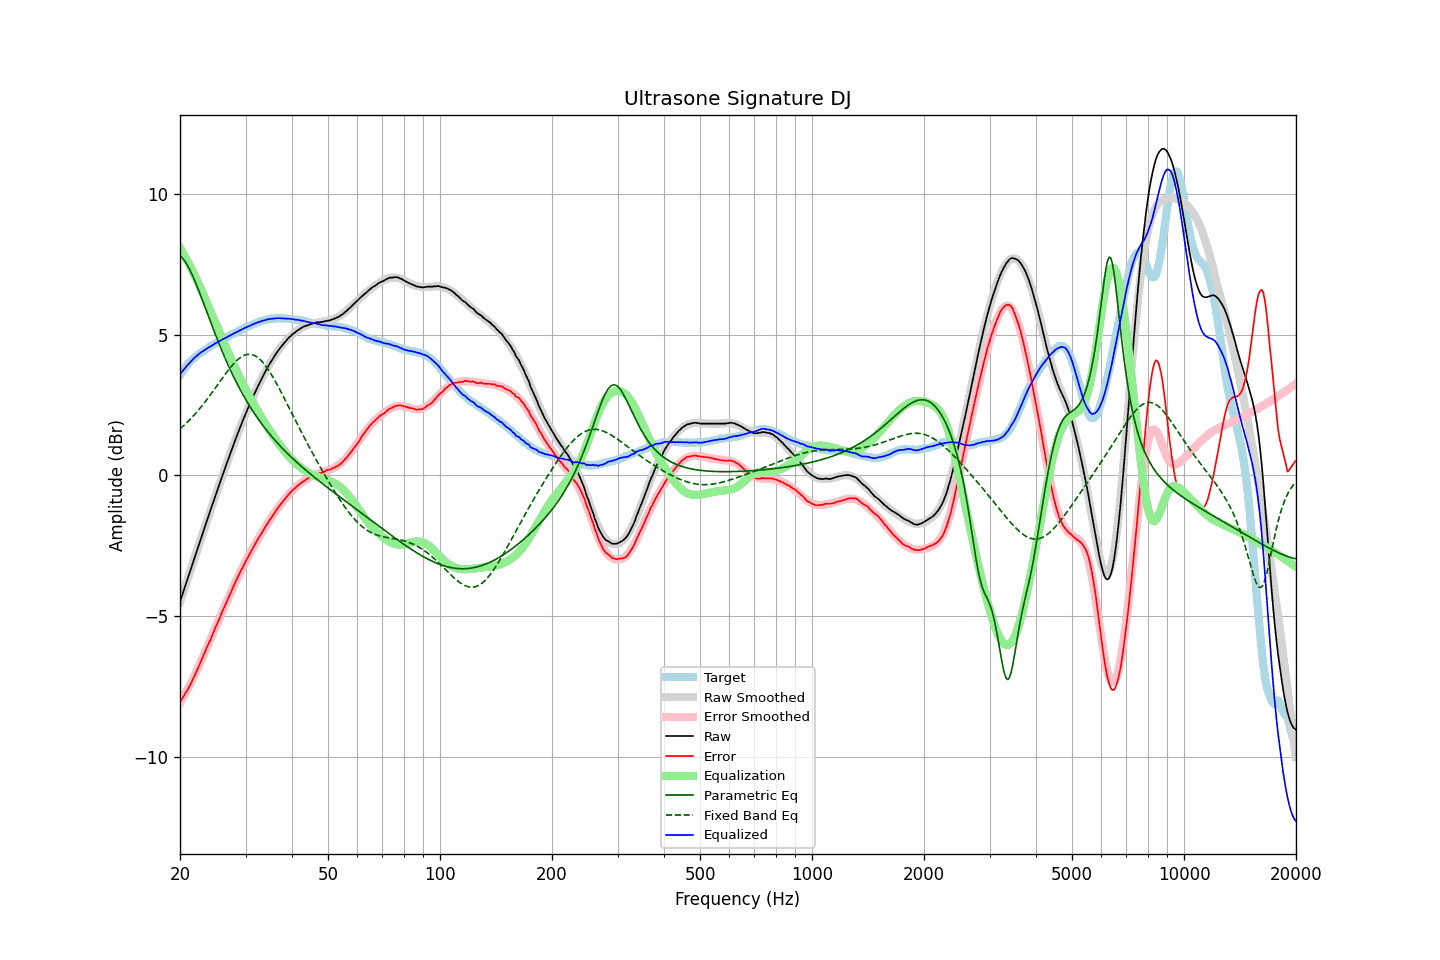 Ultrasone Signature DJ
Amplitude (dBr)
10
5
0
−5
−10
Target
Raw Smoothed
Error Smoothed
Raw
Error
Equalization
Parametric Eq
Fixed Band Eq
Equalized
20 50 100 200 500 1000 2000 5000 10000 20000
Frequency (Hz)